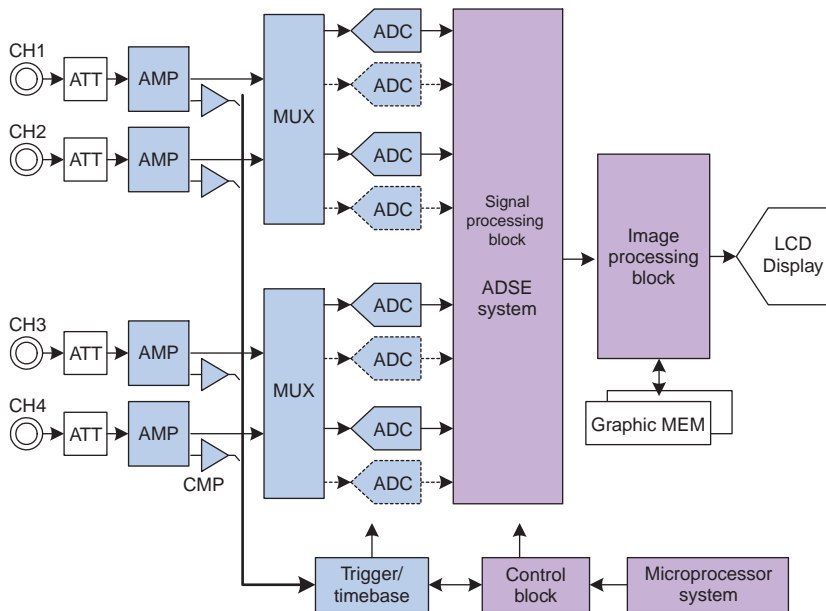 CH1
ATT
AMP
MUX
ADC
ADC
CH2
ATT
AMP
ADC
ADC
Signal
processing
block
ADSE
system
Image
processing
block
LCD
Display
CH3
ATT
AMP
MUX
ADC
ADC
CH4
ATT
AMP
CMP
ADC
ADC
Graphic MEM
Trigger/
timebase
Control
block
Microprocessor
system